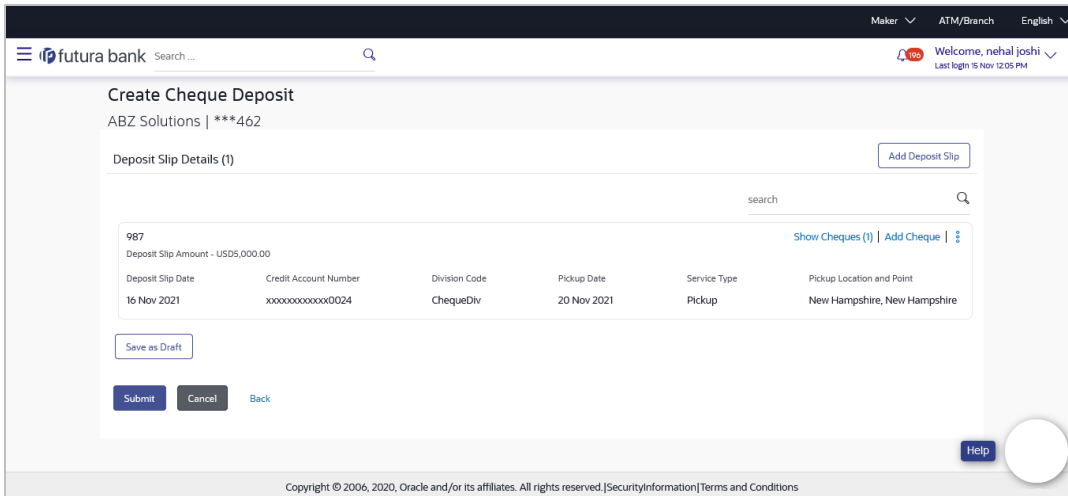 Maker ATM/Branch English
futura bank Search ... 196 Welcome, nehal joshi
Last login 15 Nov 12:05 PM
Create Cheque Deposit
ABZ Solutions | ***462
Deposit Slip Details (1) Add Deposit Slip
search
987 Show Cheques (1) | Add Cheque |
Deposit Slip Amount - USD5,000.00
Deposit Slip Date Credit Account Number Division Code Pickup Date Service Type Pickup Location and Point
16 Nov 2021 xxxxxxxxxxxx0024 ChequeDiv 20 Nov 2021 Pickup New Hampshire, New Hampshire
Save as Draft
Submit Cancel Back
Help
Copyright © 2006, 2020, Oracle and/or its affiliates. All rights reserved.|SecurityInformation|Terms and Conditions